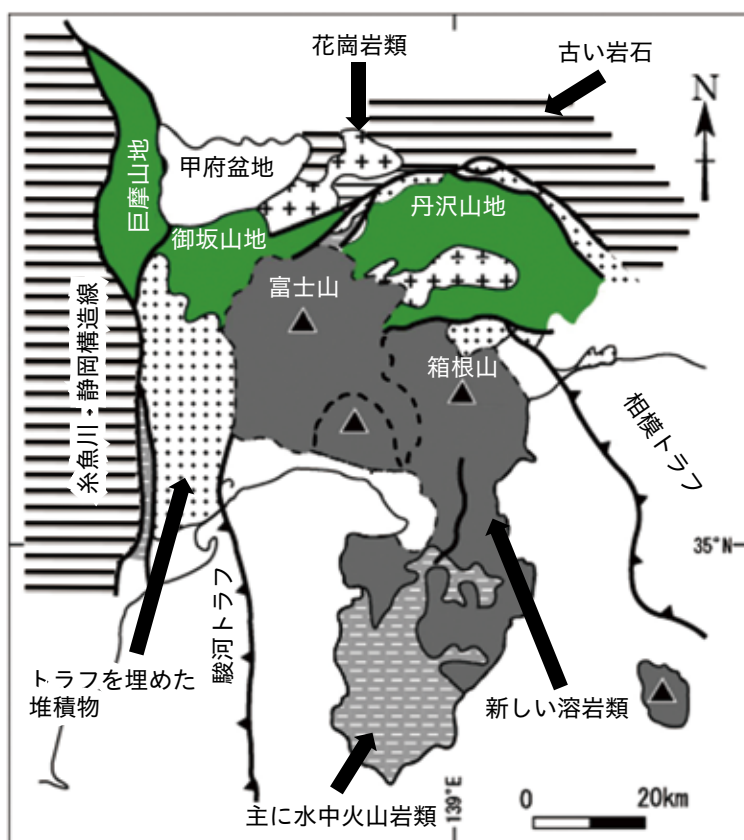 花崗岩類
古い岩石
N
甲府盆地
巨摩山地
丹沢山地
御坂山地
富士山
箱根山
糸魚川・静岡構造線
相模トラフ
35°N
駿河トラフ
トラフを埋めた
堆積物
新しい溶岩類
主に水中火山岩類
139°E
0
20km